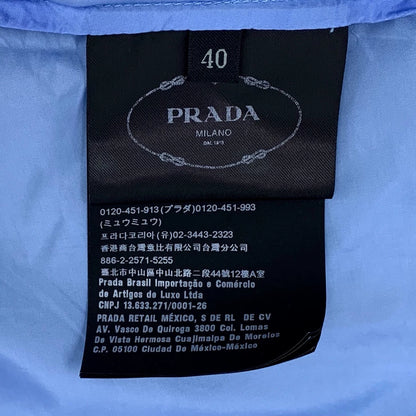 40
PRADA
MILANO
DAL 1913
0120-451-913 (プラダ) 0120-451-993
(ミュウミュウ)
프라다코리아 (유) 02-3443-2323
香港商台灣壺比有限公司台灣分公司
886-2-2571-5255
臺北市中山區中山北路二段44號12樓A室
Prada Brasil Importação e Comércio
de Artigos de Luxo Ltda
CNPJ 13.633.271/0001-26
PRADA RETAIL MÉXICO, S DE RL DE CV
AV. Vasco De Quiroga 3800 Col. Lomas
De Vista Hermosa Cuajimalpa De Morelos
C.P. 05100 Ciudad De México-México